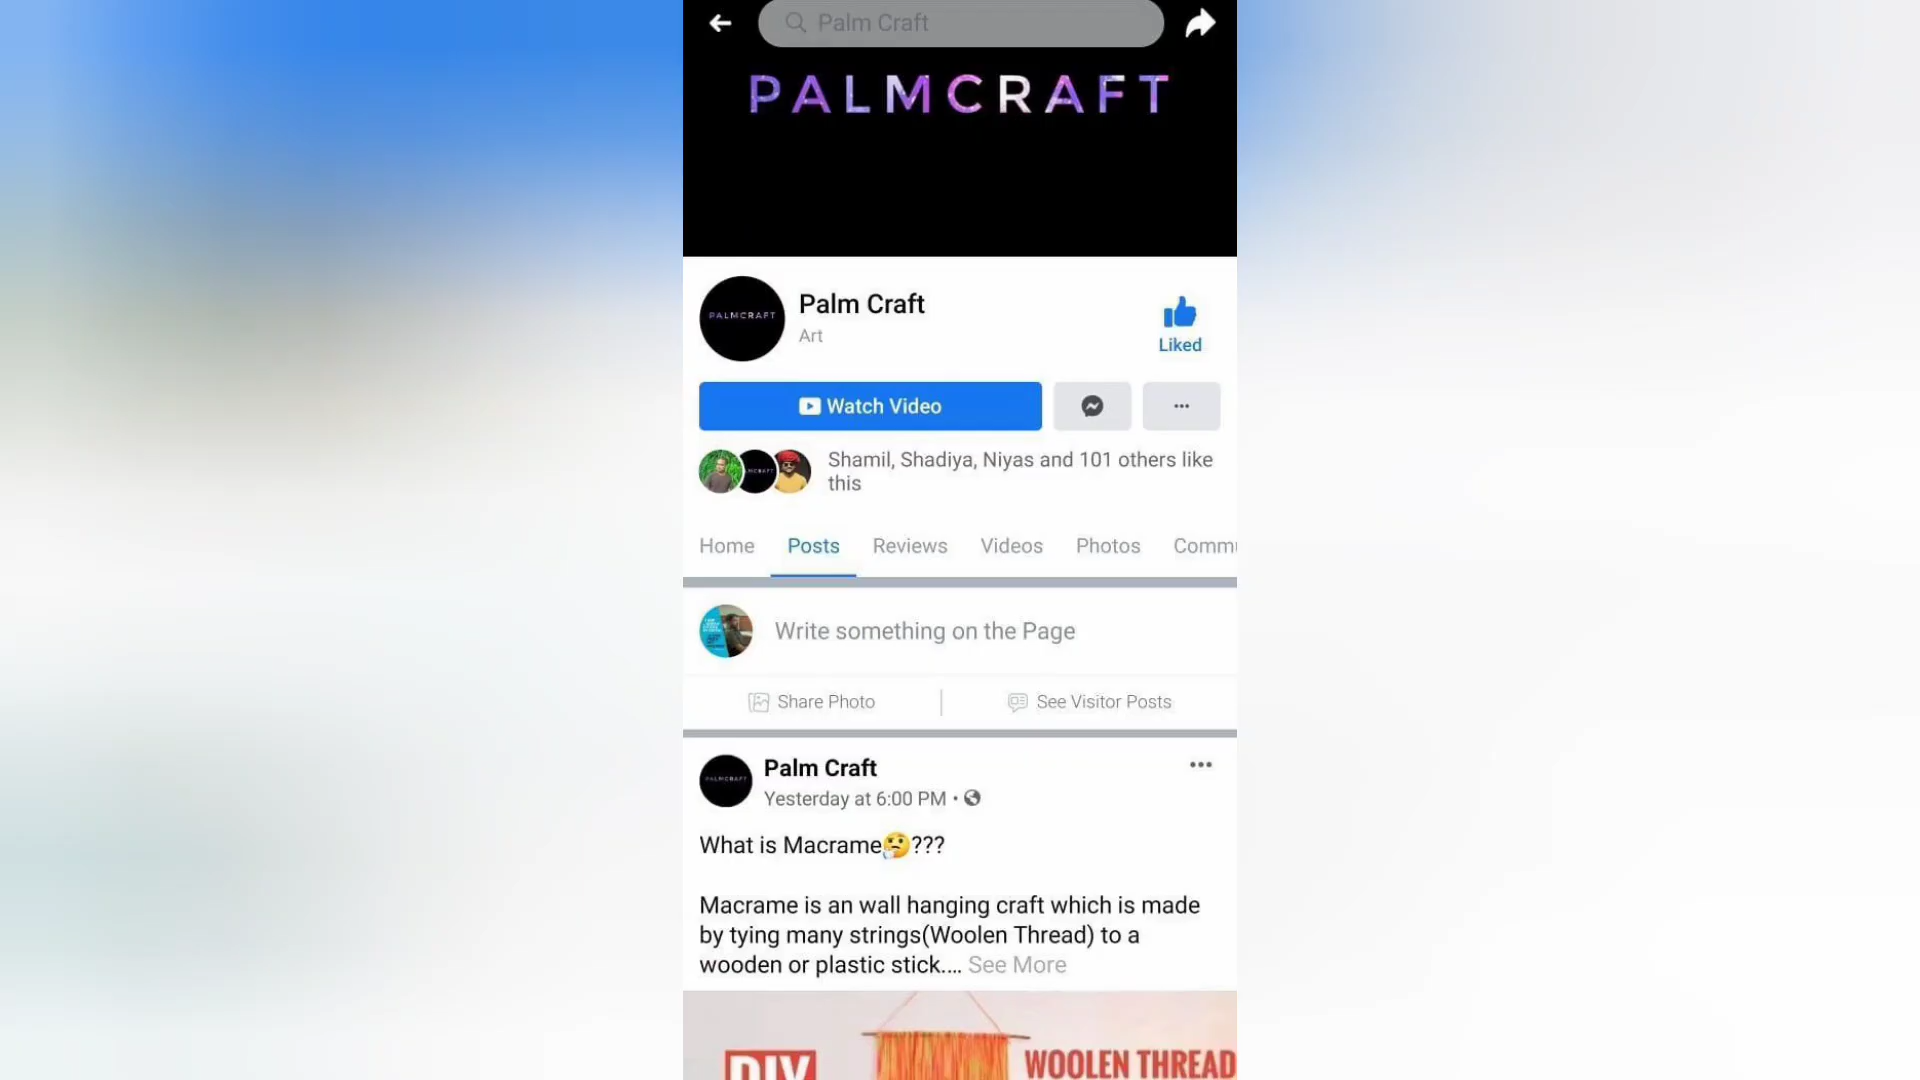 Palm Craft
PALMCRAFT
PALMCRAFT
Palm Craft
Art
Liked
Watch Video
Shamil, Shadiya, Niyas and 101 others like
this
Home Posts Reviews Videos Photos Commu
Write something on the Page
Share Photo See Visitor Posts
PALMCRAFT
Palm Craft
Yesterday at 6:00 PM •
What is Macrame🤔???
Macrame is an wall hanging craft which is made
by tying many strings(Woolen Thread) to a
wooden or plastic stick.... See More
DIY WOOLEN THREAD